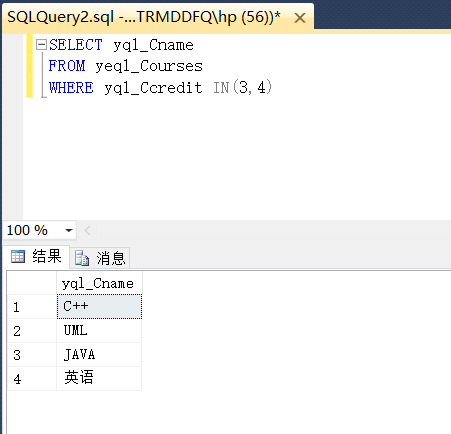 SQLQuery2.sql -...TRMDDFQ\hp (56))*
SELECT yql_Cname
FROM yeql_Courses
WHERE yql_Ccredit IN(3,4)
100 %
结果 消息
yql_Cname
1 C++
2 UML
3 JAVA
4 英语